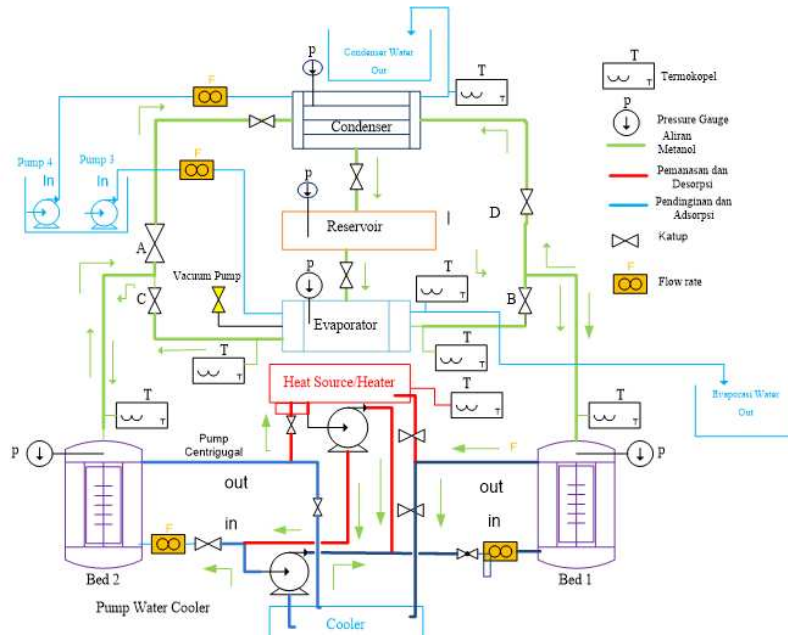 Condenser Water
Out
p
T
T
F
Condenser
Pump 4
In
Pump 3
In
F
p
Reservoir
I
D
A
Vacuum Pump
C
p
Evaporator
T
T
B
T
T
T
T
T
T
T
Evaporasi Water
Out
Heat Source/Heater
T
T
T
T
T
T
p
Pump
Centrigugal
F
p
out
in
out
in
F
F
Bed 2
Bed 1
Pump Water Cooler
Cooler
T
T
Termokopel
p
Pressure Gauge
Aliran
Metanol
Pemanasan dan
Desorpsi
Pendinginan dan
Adsorpsi
Katup
F
Flow rate